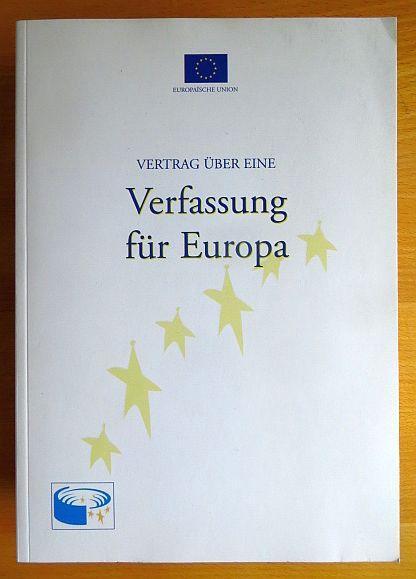 EUROPÄISCHE UNION
VERTRAG ÜBER EINE
Verfassung
für Europa